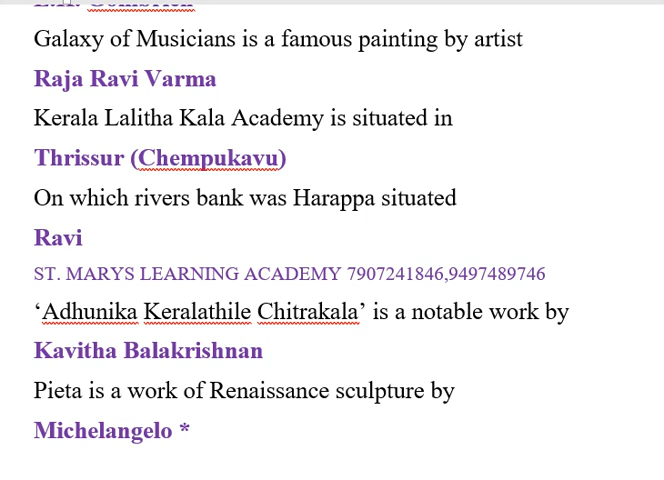 Galaxy of Musicians is a famous painting by artist
Raja Ravi Varma
Kerala Lalitha Kala Academy is situated in
Thrissur (Chempukavu)
On which rivers bank was Harappa situated
Ravi
ST. MARYS LEARNING ACADEMY 7907241846,9497489746
‘Adhunika Keralathile Chitrakala’ is a notable work by
Kavitha Balakrishnan
Pieta is a work of Renaissance sculpture by
Michelangelo *